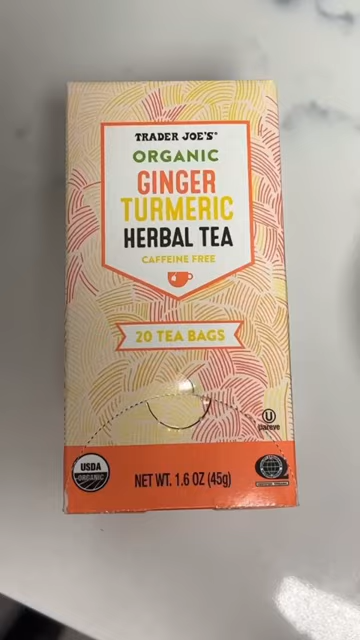 TRADER JOE'S®
ORGANIC
GINGER
TURMERIC
HERBAL TEA
CAFFEINE FREE
20 TEA BAGS
U
pareve
USDA
ORGANIC
NET WT. 1.6 OZ (45g)